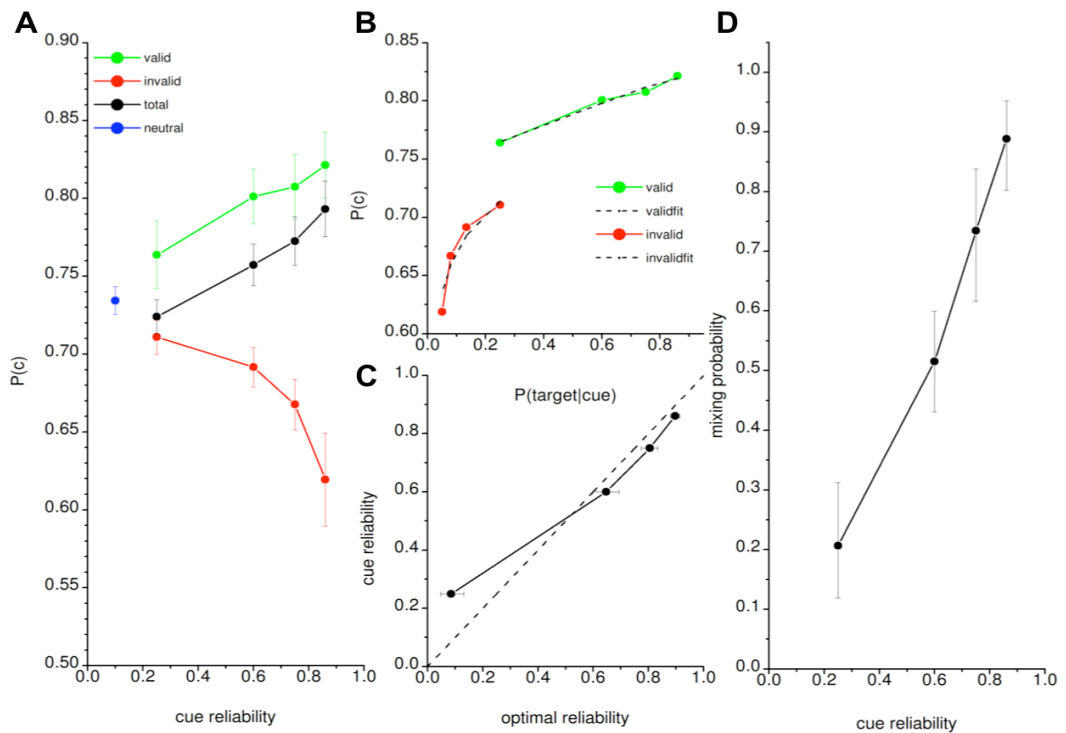 A
0.90
0.85
0.80
0.75
0.70
0.65
0.60
0.55
0.50
P(c)
valid
invalid
total
neutral
0.0 0.2 0.4 0.6 0.8 1.0
cue reliability
B
0.85
0.80
0.75
0.70
0.65
0.60
P(c)
valid
validfit
invalid
invalidfit
0.0 0.2 0.4 0.6 0.8 1.0
C
1.0
0.8
0.6
0.4
0.2
0.0
cue reliability
P(target|cue)
0.0 0.2 0.4 0.6 0.8 1.0
optimal reliability
D
1.0
0.9
0.8
0.7
0.6
0.5
0.4
0.3
0.2
0.1
0.0
mixing probability
0.0 0.2 0.4 0.6 0.8 1.0
cue reliability